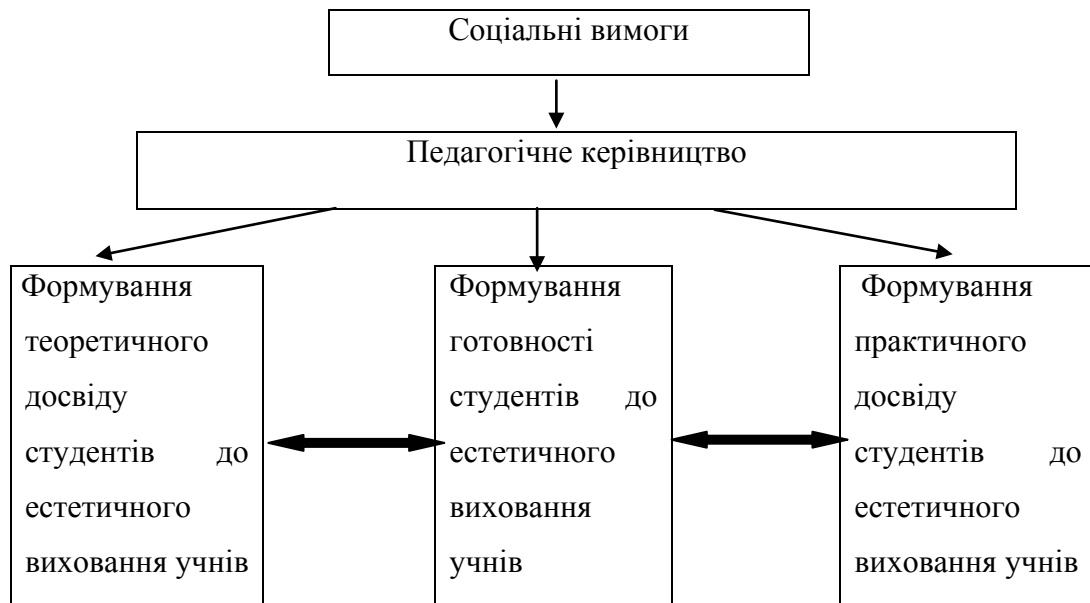 Соціальні вимоги
Педагогічне керівництво
Формування
теоретичного
досвіду
студентів до
естетичного
виховання учнів
Формування
готовності
студентів до
естетичного
виховання
учнів
Формування
практичного
досвіду
студентів до
естетичного
виховання учнів